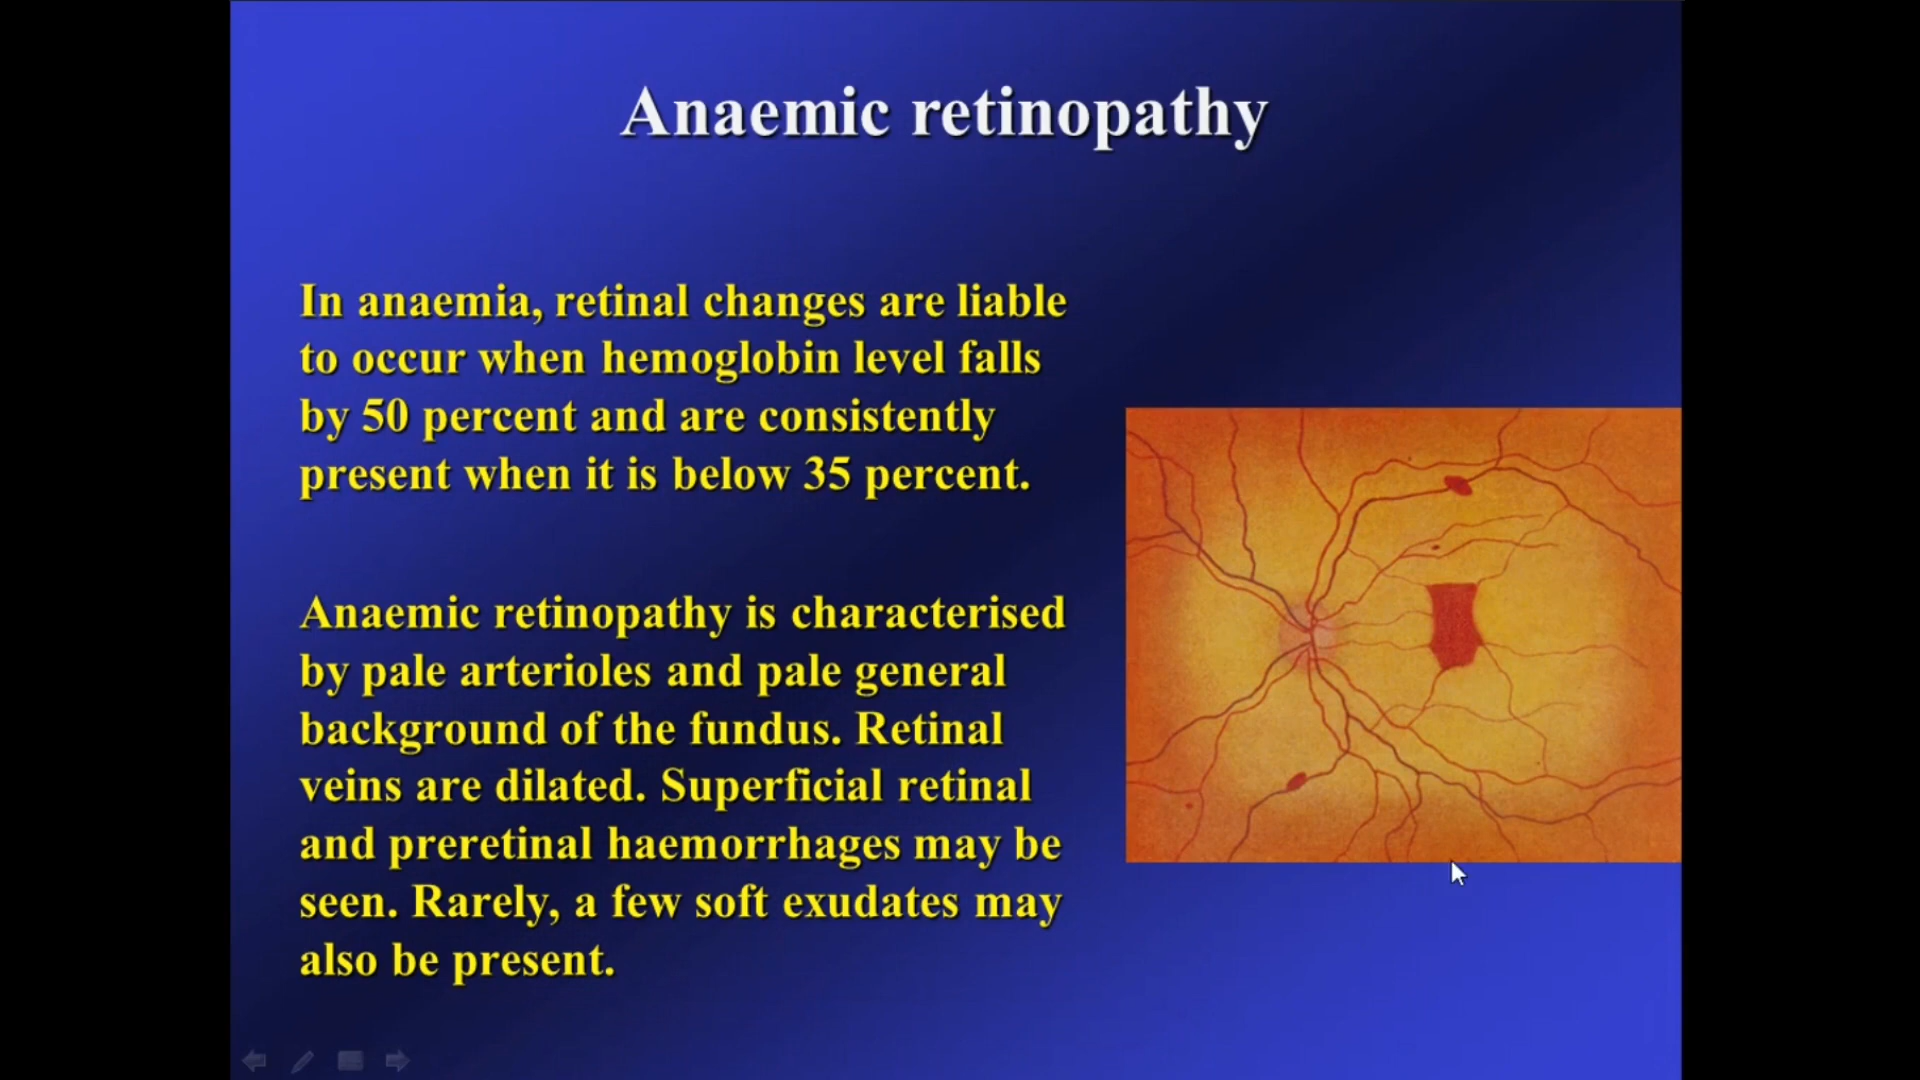 Anaemic retinopathy
In anaemia, retinal changes are liable
to occur when hemoglobin level falls
by 50 percent and are consistently
present when it is below 35 percent.
Anaemic retinopathy is characterised
by pale arterioles and pale general
background of the fundus. Retinal
veins are dilated. Superficial retinal
and preretinal haemorrhages may be
seen. Rarely, a few soft exudates may
also be present.